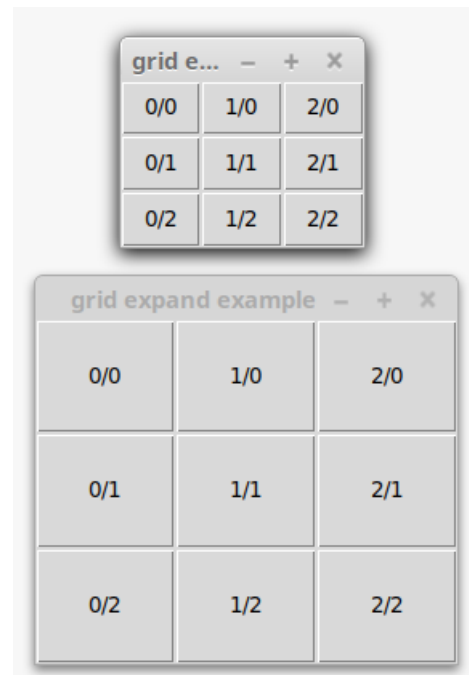 grid e... – + ×
0/0 1/0 2/0
0/1 1/1 2/1
0/2 1/2 2/2
grid expand example – + ×
0/0 1/0 2/0
0/1 1/1 2/1
0/2 1/2 2/2